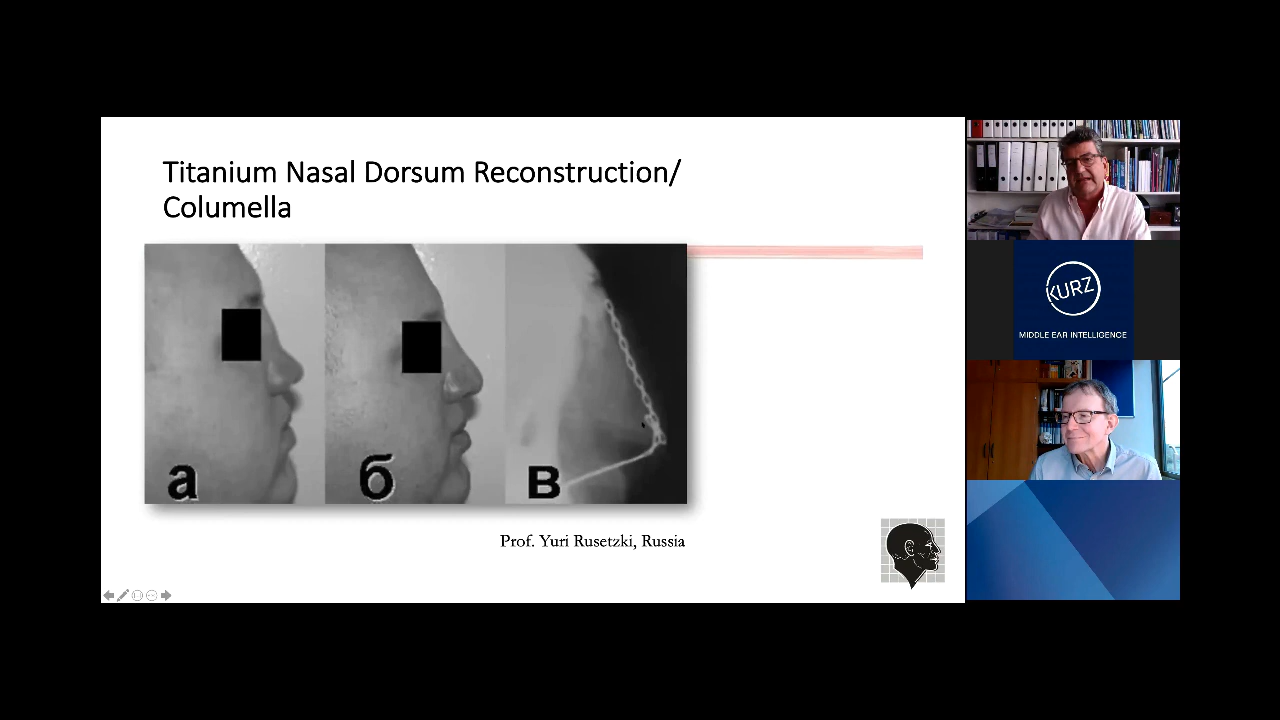 Titanium Nasal Dorsum Reconstruction/
Columella
а
б
в
Prof. Yuri Rusetzki, Russia
KURZ
MIDDLE EAR INTELLIGENCE